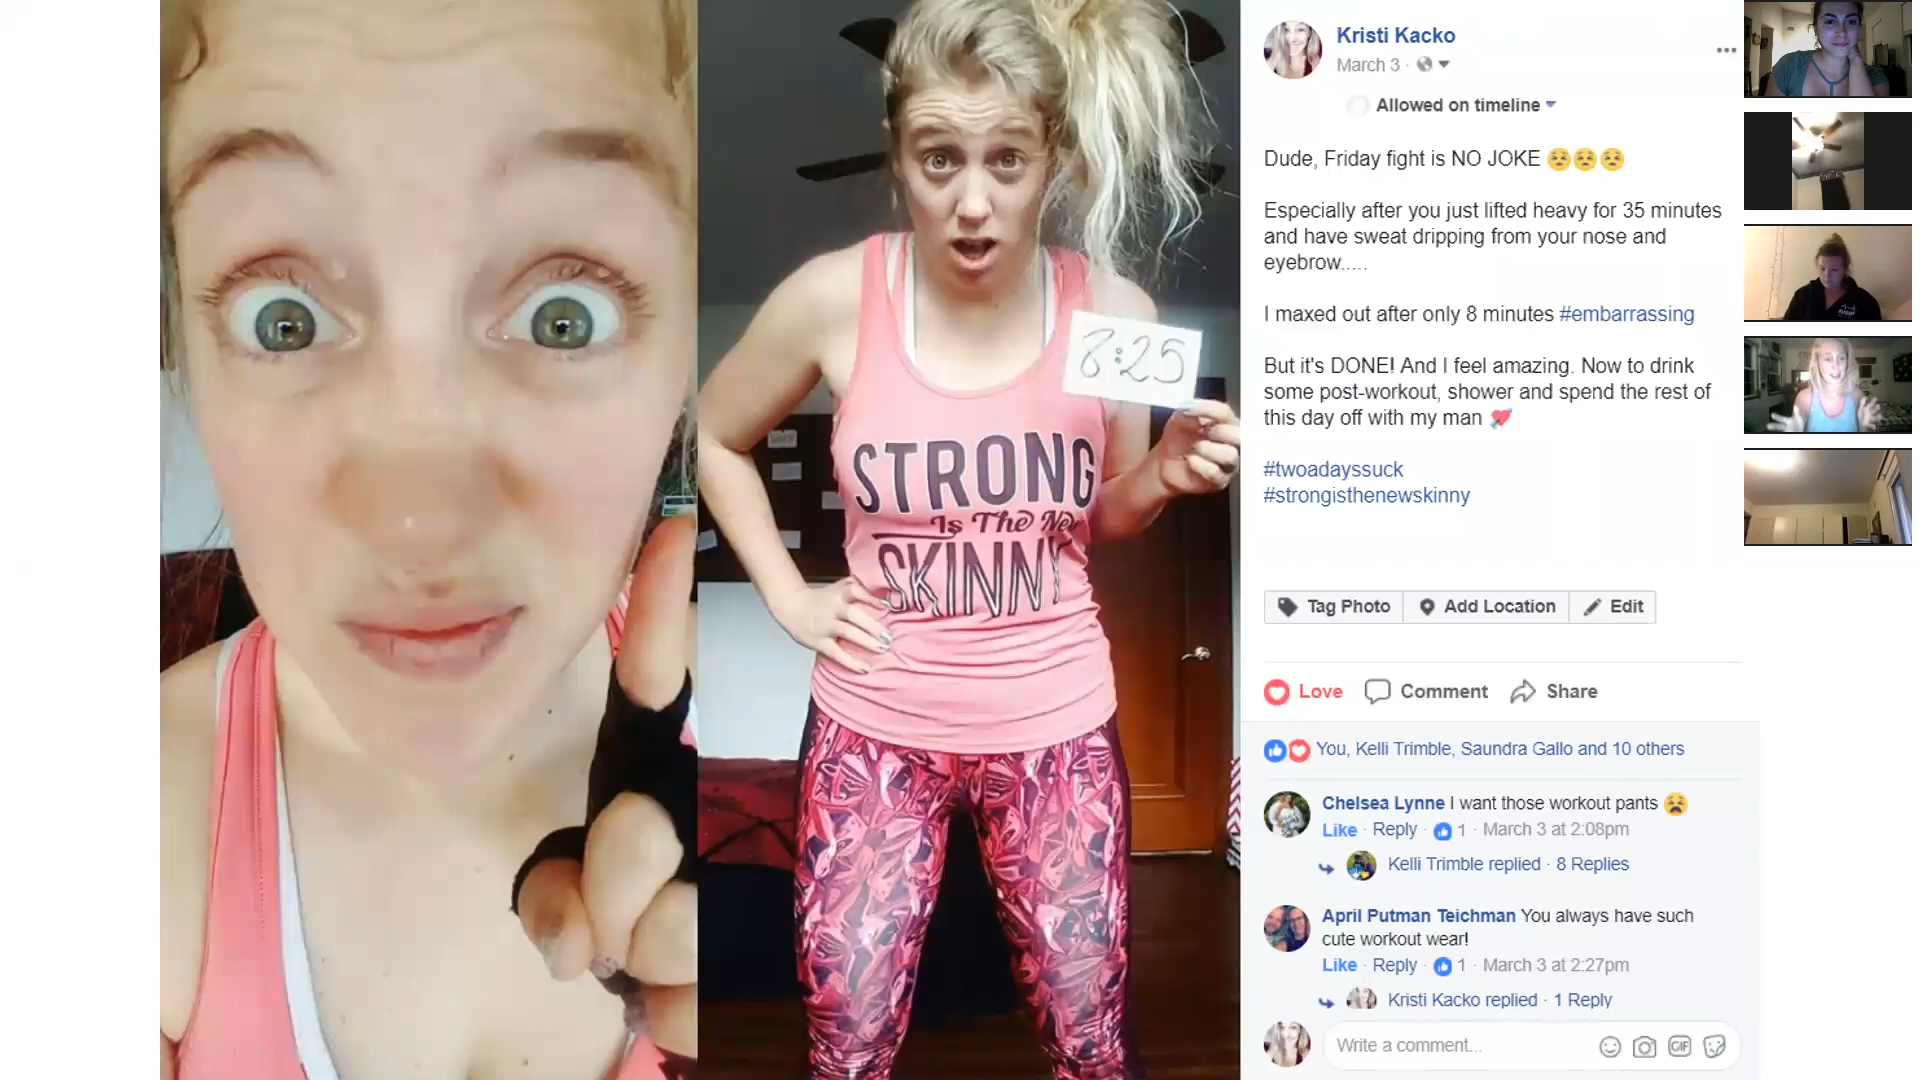 8:25
STRONG
Is The New
SKINNY
Kristi Kacko
March 3 ·
Allowed on timeline
Dude, Friday fight is NO JOKE 😣😣😣
Especially after you just lifted heavy for 35 minutes
and have sweat dripping from your nose and
eyebrow.....
I maxed out after only 8 minutes #embarrassing
But it's DONE! And I feel amazing. Now to drink
some post-workout, shower and spend the rest of
this day off with my man 💘
#twoadayssuck
#strongisthenewskinny
Tag Photo Add Location Edit
Love Comment Share
You, Kelli Trimble, Saundra Gallo and 10 others
Chelsea Lynne I want those workout pants 😫
Like · Reply · 1 · March 3 at 2:08pm
Kelli Trimble replied · 8 Replies
April Putman Teichman You always have such
cute workout wear!
Like · Reply · 1 · March 3 at 2:27pm
Kristi Kacko replied · 1 Reply
Write a comment...
GIF